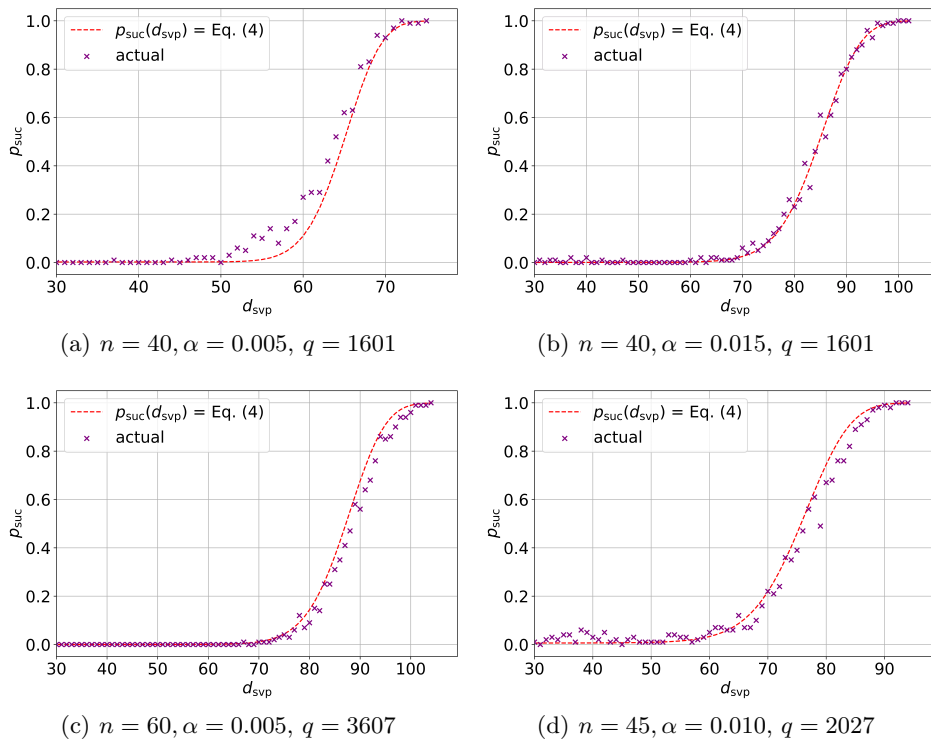 1.0
0.8
0.6
0.4
0.2
0.0
p_suc
p_suc(d_svp) = Eq. (4)
actual
30 40 50 60 70
d_svp
(a) n = 40, α = 0.005, q = 1601
1.0
0.8
0.6
0.4
0.2
0.0
p_suc
p_suc(d_svp) = Eq. (4)
actual
30 40 50 60 70 80 90 100
d_svp
(b) n = 40, α = 0.015, q = 1601
1.0
0.8
0.6
0.4
0.2
0.0
p_suc
p_suc(d_svp) = Eq. (4)
actual
30 40 50 60 70 80 90 100
d_svp
(c) n = 60, α = 0.005, q = 3607
1.0
0.8
0.6
0.4
0.2
0.0
p_suc
p_suc(d_svp) = Eq. (4)
actual
30 40 50 60 70 80 90
d_svp
(d) n = 45, α = 0.010, q = 2027